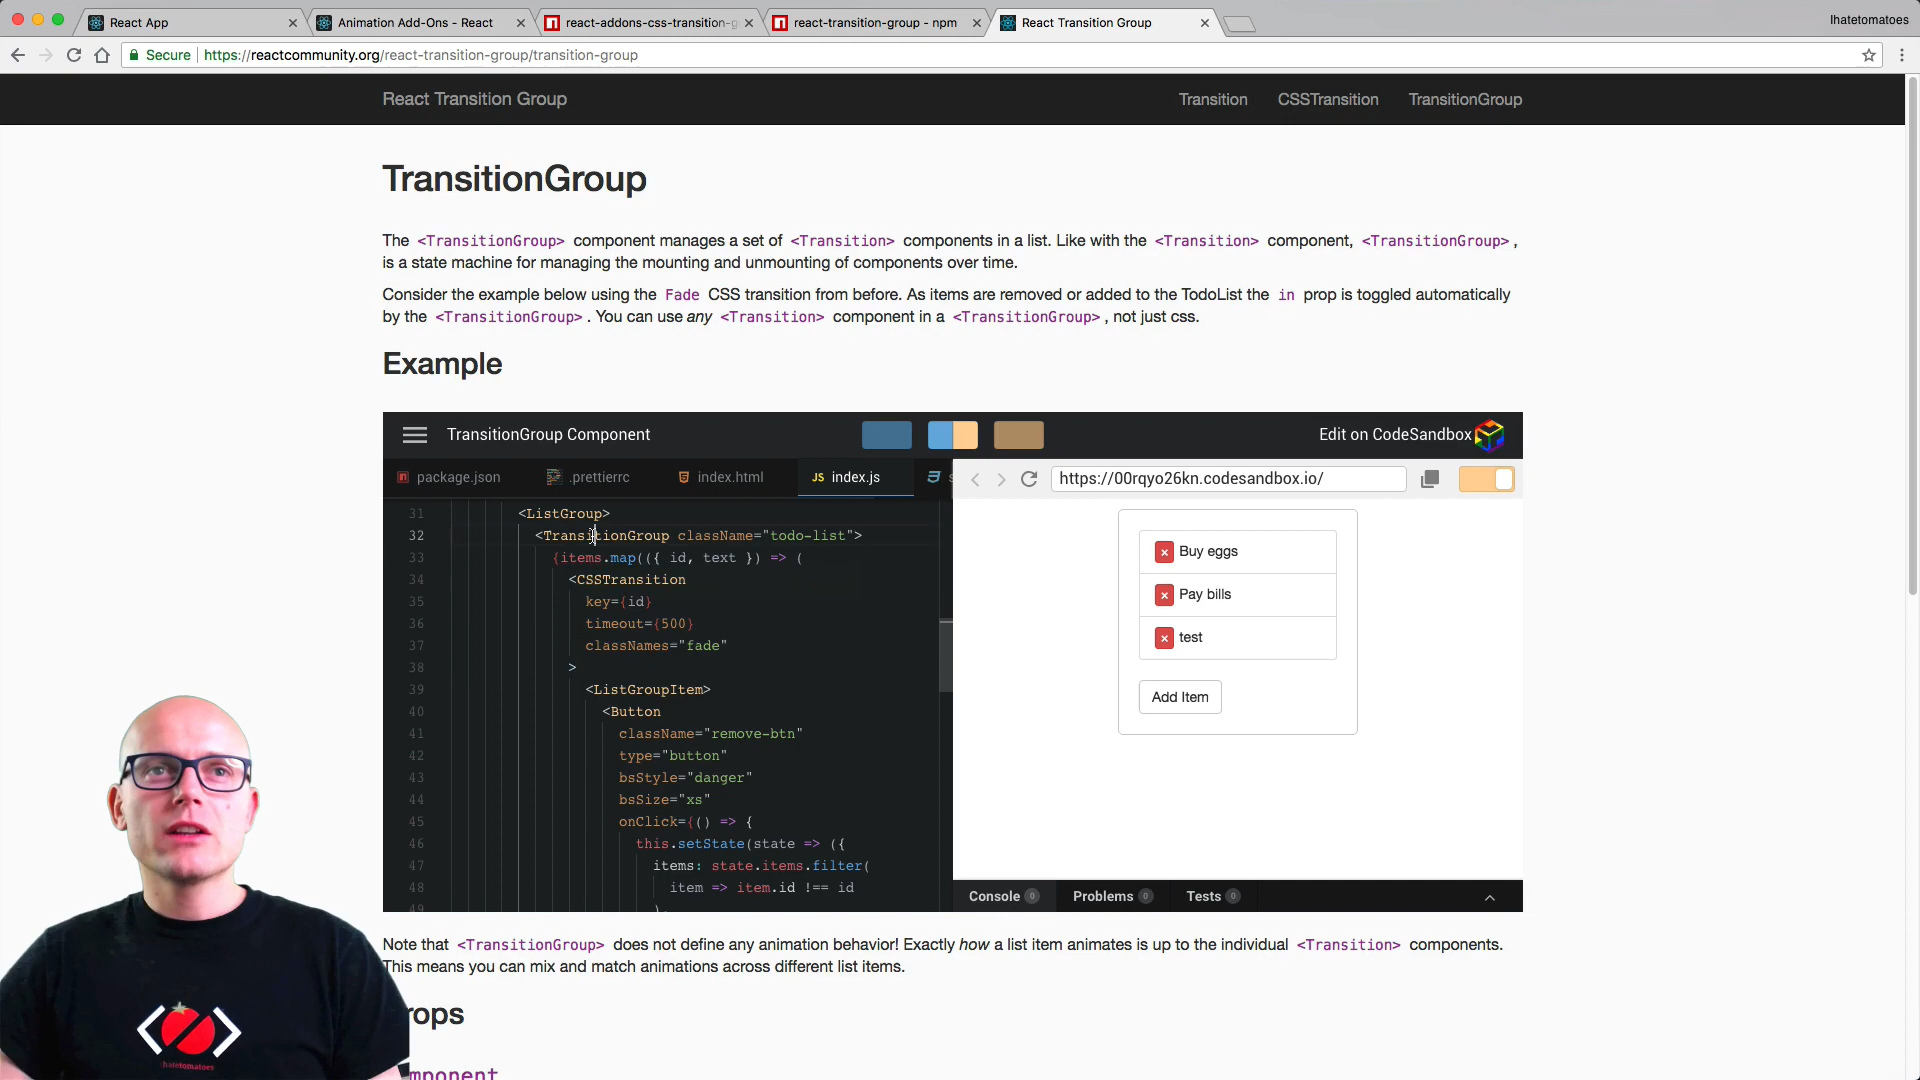 React App
Animation Add-Ons - React
react-addons-css-transition-g
react-transition-group - npm
React Transition Group
Ihatetomatoes
Secure
https://reactcommunity.org/react-transition-group/transition-group
React Transition Group
Transition
CSSTransition
TransitionGroup
TransitionGroup
The <TransitionGroup> component manages a set of <Transition> components in a list. Like with the <Transition> component, <TransitionGroup>,
is a state machine for managing the mounting and unmounting of components over time.
Consider the example below using the Fade CSS transition from before. As items are removed or added to the TodoList the in prop is toggled automatically
by the <TransitionGroup>. You can use any <Transition> component in a <TransitionGroup>, not just css.
Example
TransitionGroup Component
Edit on CodeSandbox
package.json
.prettierrc
index.html
JS index.js
https://00rqyo26kn.codesandbox.io/
31 <ListGroup>
32 <TransitionGroup className="todo-list">
33 {items.map(({ id, text }) => (
34 <CSSTransition
35 key={id}
36 timeout={500}
37 classNames="fade"
38 >
39 <ListGroupItem>
40 <Button
41 className="remove-btn"
42 type="button"
43 bsStyle="danger"
44 bsSize="xs"
45 onClick={() => {
46 this.setState(state => ({
47 items: state.items.filter(
48 item => item.id !== id
49 ),
× Buy eggs
× Pay bills
× test
Add Item
Console 0
Problems 0
Tests 0
Note that <TransitionGroup> does not define any animation behavior! Exactly how a list item animates is up to the individual <Transition> components.
This means you can mix and match animations across different list items.
rops
mponent
ihatetomatoes